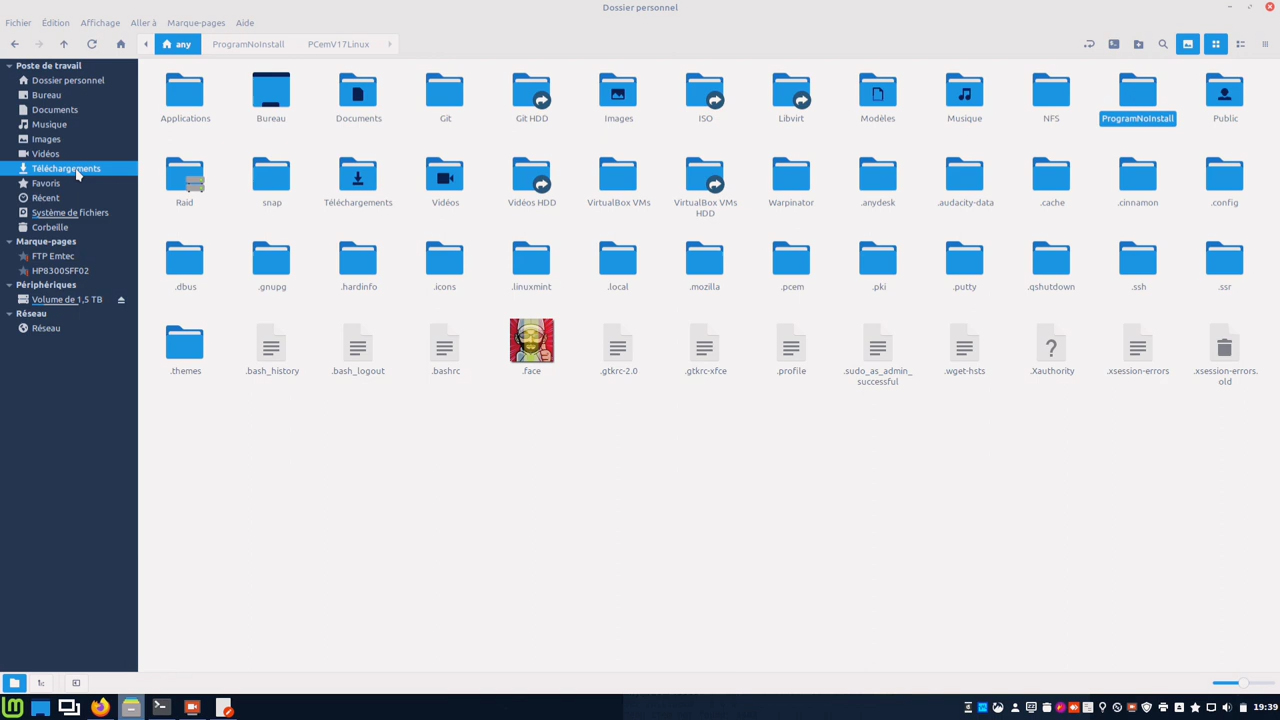 Dossier personnel
Fichier Édition Affichage Aller à Marque-pages Aide
any ProgramNoInstall PCemV17Linux
Poste de travail
Dossier personnel
Bureau
Documents
Musique
Images
Vidéos
Téléchargements
Favoris
Récent
Système de fichiers
Corbeille
Marque-pages
FTP Emtec
HP8300SFF02
Périphériques
Volume de 1,5 TB
Réseau
Réseau
Applications Bureau Documents Git Git HDD Images ISO Libvirt Modèles Musique NFS ProgramNoInstall Public
Raid snap Téléchargements Vidéos Vidéos HDD VirtualBox VMs VirtualBox VMs HDD Warpinator .anydesk .audacity-data .cache .cinnamon .config
.dbus .gnupg .hardinfo .icons .linuxmint .local .mozilla .pcem .pki .putty .qshutdown .ssh .ssr
.themes .bash_history .bash_logout .bashrc .face .gtkrc-2.0 .gtkrc-xfce .profile .sudo_as_admin_successful .wget-hsts .Xauthority .xsession-errors .xsession-errors.old
19:39